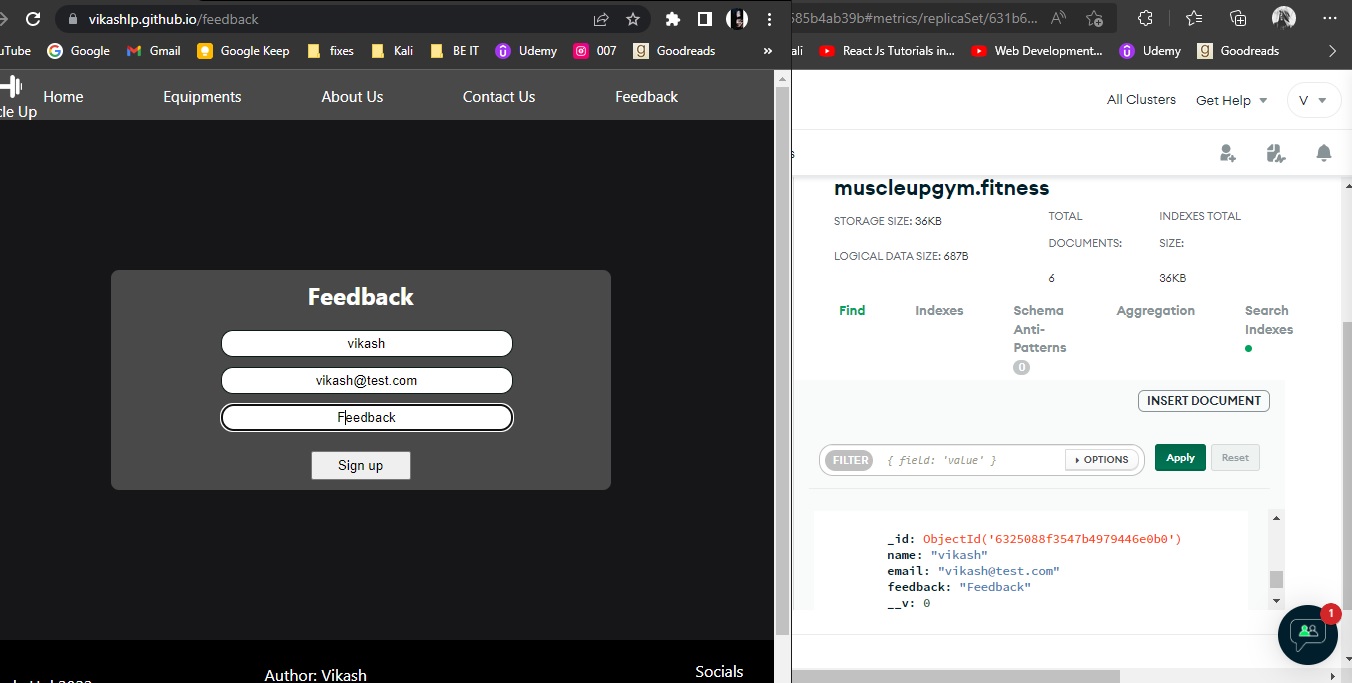 vikashlp.github.io/feedback
uTube Google Gmail Google Keep fixes Kali BE IT Udemy 007 Goodreads »
Home Equipments About Us Contact Us Feedback
cle Up
Feedback
vikash
vikash@test.com
Feedback
Sign up
Author: Vikash
Socials
585b4ab39b#metrics/replicaSet/631b6...
ali React Js Tutorials in... Web Development... Udemy Goodreads
All Clusters Get Help V
s
muscleupgym.fitness
STORAGE SIZE: 36KB
LOGICAL DATA SIZE: 687B
TOTAL
DOCUMENTS:
6
INDEXES TOTAL
SIZE:
36KB
Find
Indexes
Schema
Anti-
Patterns
0
Aggregation
Search
Indexes
INSERT DOCUMENT
FILTER { field: 'value' } OPTIONS Apply Reset
_id: ObjectId('6325088f3547b4979446e0b0')
name: "vikash"
email: "vikash@test.com"
feedback: "Feedback"
__v: 0
1